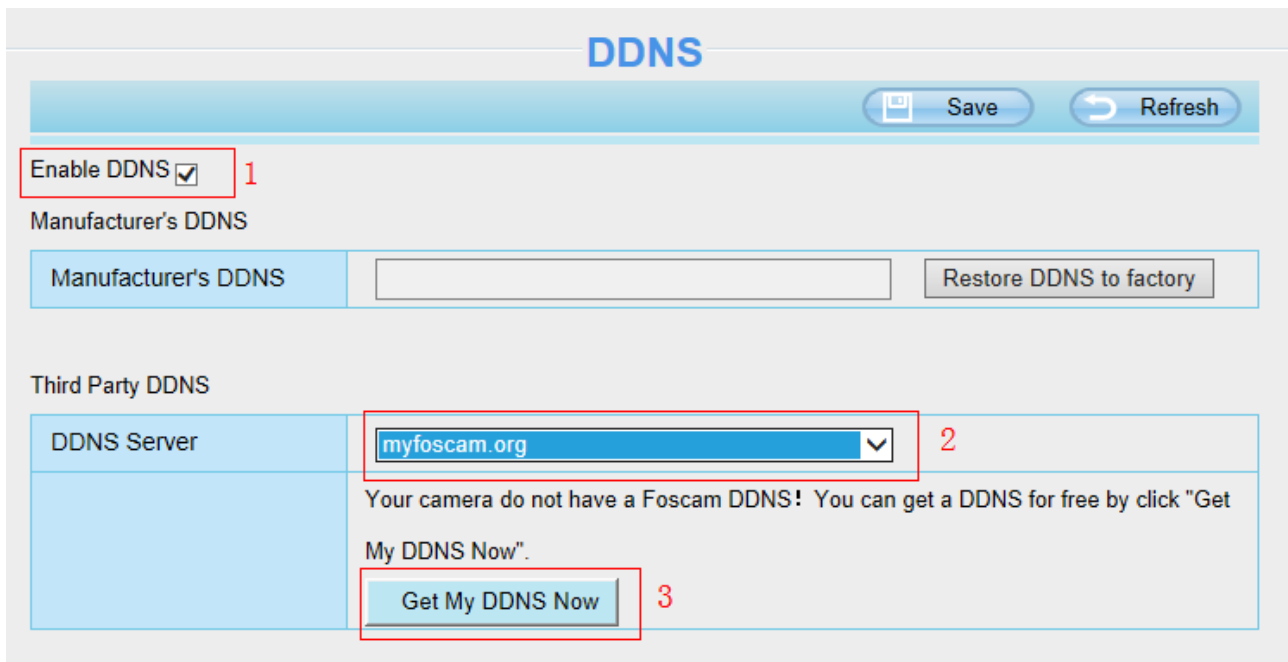 DDNS
Save Refresh
Enable DDNS 1
Manufacturer's DDNS
Manufacturer's DDNS Restore DDNS to factory
Third Party DDNS
DDNS Server myfoscam.org 2
Your camera do not have a Foscam DDNS! You can get a DDNS for free by click "Get
My DDNS Now".
Get My DDNS Now 3